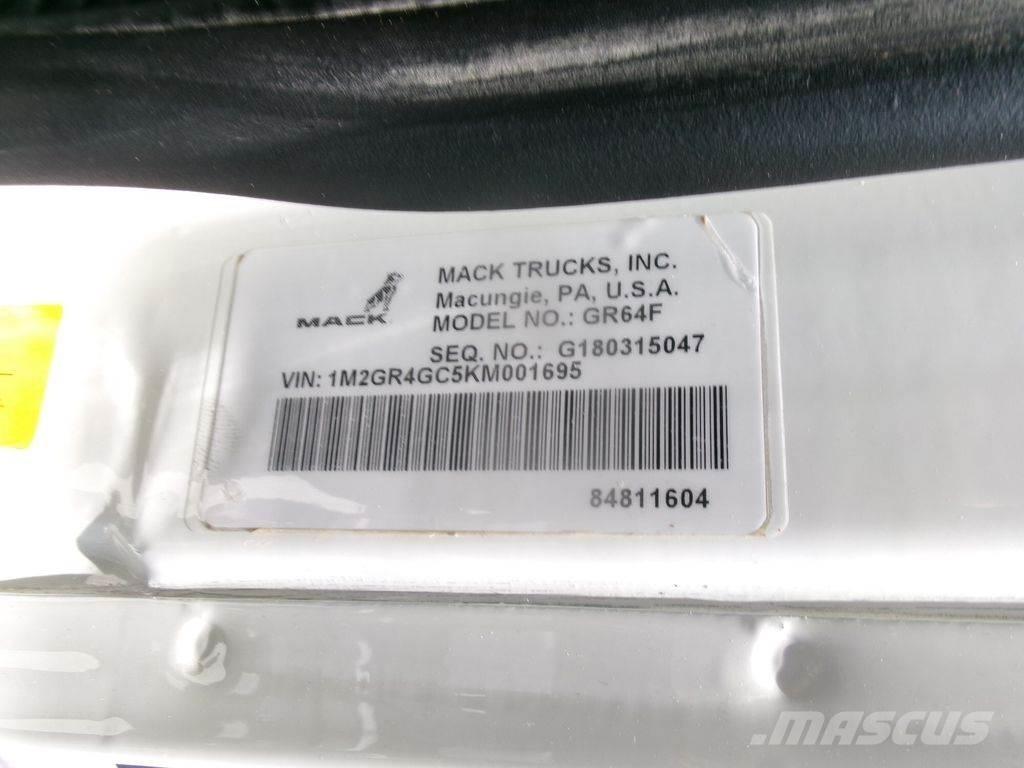 MACK
MACK TRUCKS, INC.
Macungie, PA, U.S.A.
MODEL NO.: GR64F
SEQ. NO.: G180315047
VIN: 1M2GR4GC5KM001695
84811604
MASCUS